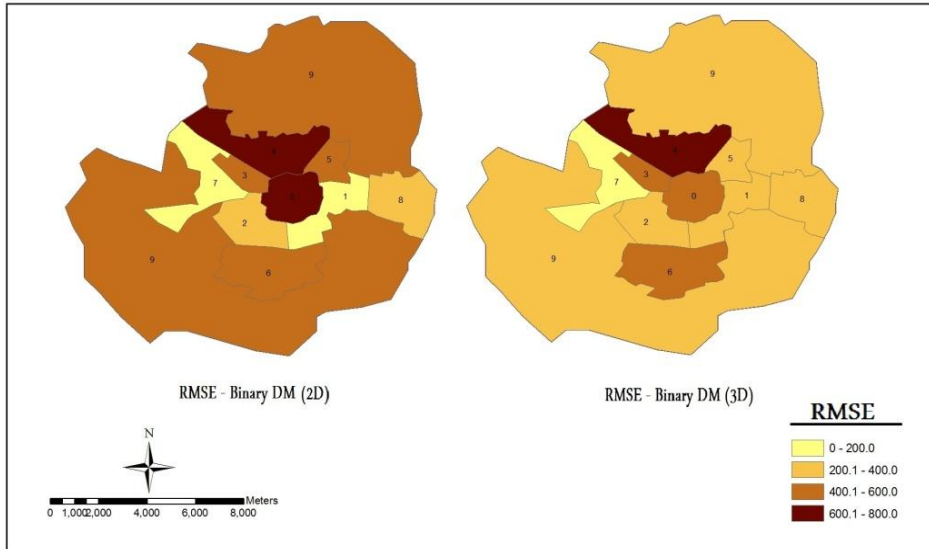 9
9
4
4
5
5
3
3
7
7
0
0
1
1
8
8
2
2
9
9
6
6
RMSE - Binary DM (2D)
RMSE - Binary DM (3D)
RMSE
0 - 200.0
200.1 - 400.0
400.1 - 600.0
600.1 - 800.0
N
Meters
0 1,000 2,000 4,000 6,000 8,000